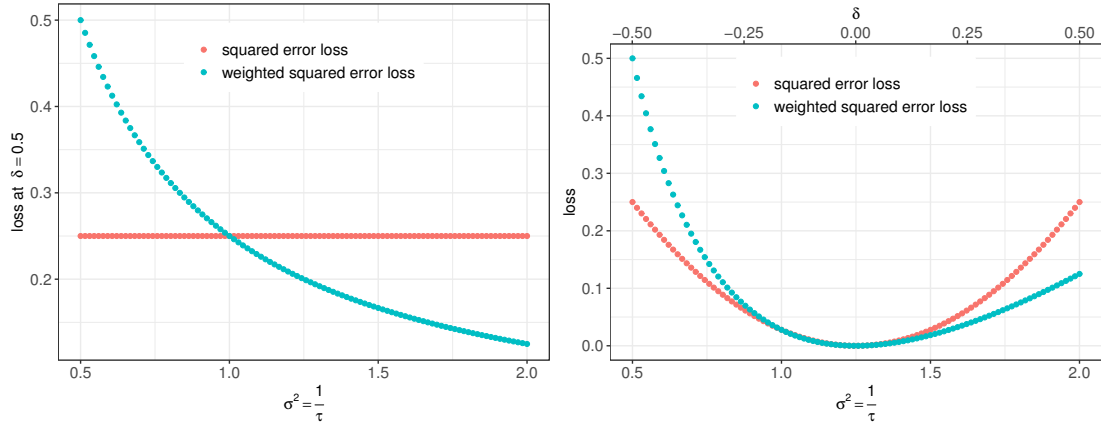 0.5
0.4
0.3
0.2
loss at δ = 0.5
squared error loss
weighted squared error loss
0.5 1.0 1.5 2.0
σ² = 1/τ
δ
−0.50 −0.25 0.00 0.25 0.50
0.5
0.4
0.3
0.2
0.1
0.0
loss
squared error loss
weighted squared error loss
0.5 1.0 1.5 2.0
σ² = 1/τ